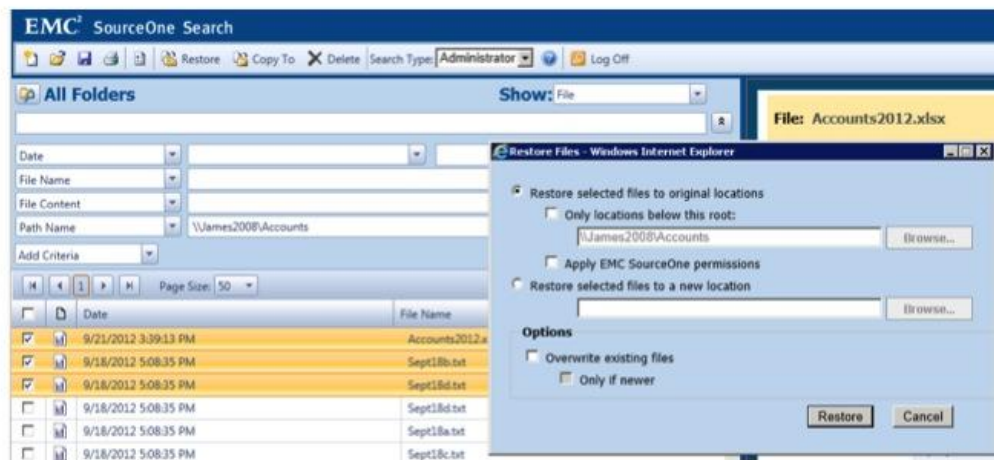 EMC² SourceOne Search
Restore Copy To Delete Search Type: Administrator Log Off
All Folders Show: File
File: Accounts2012.xlsx
Date
File Name
File Content
Path Name \\James2008\Accounts
Add Criteria
1 Page Size: 50
Date File Name
9/21/2012 3:39:13 PM Accounts2012.x
9/18/2012 5:08:35 PM Sept18b.txt
9/18/2012 5:08:35 PM Sept18d.txt
9/18/2012 5:08:35 PM Sept18d.txt
9/18/2012 5:08:35 PM Sept18a.txt
9/18/2012 5:08:35 PM Sept18c.txt
Restore Files - Windows Internet Explorer
Restore selected files to original locations
Only locations below this root:
\\James2008\Accounts Browse...
Apply EMC SourceOne permissions
Restore selected files to a new location
Browse...
Options
Overwrite existing files
Only if newer
Restore Cancel